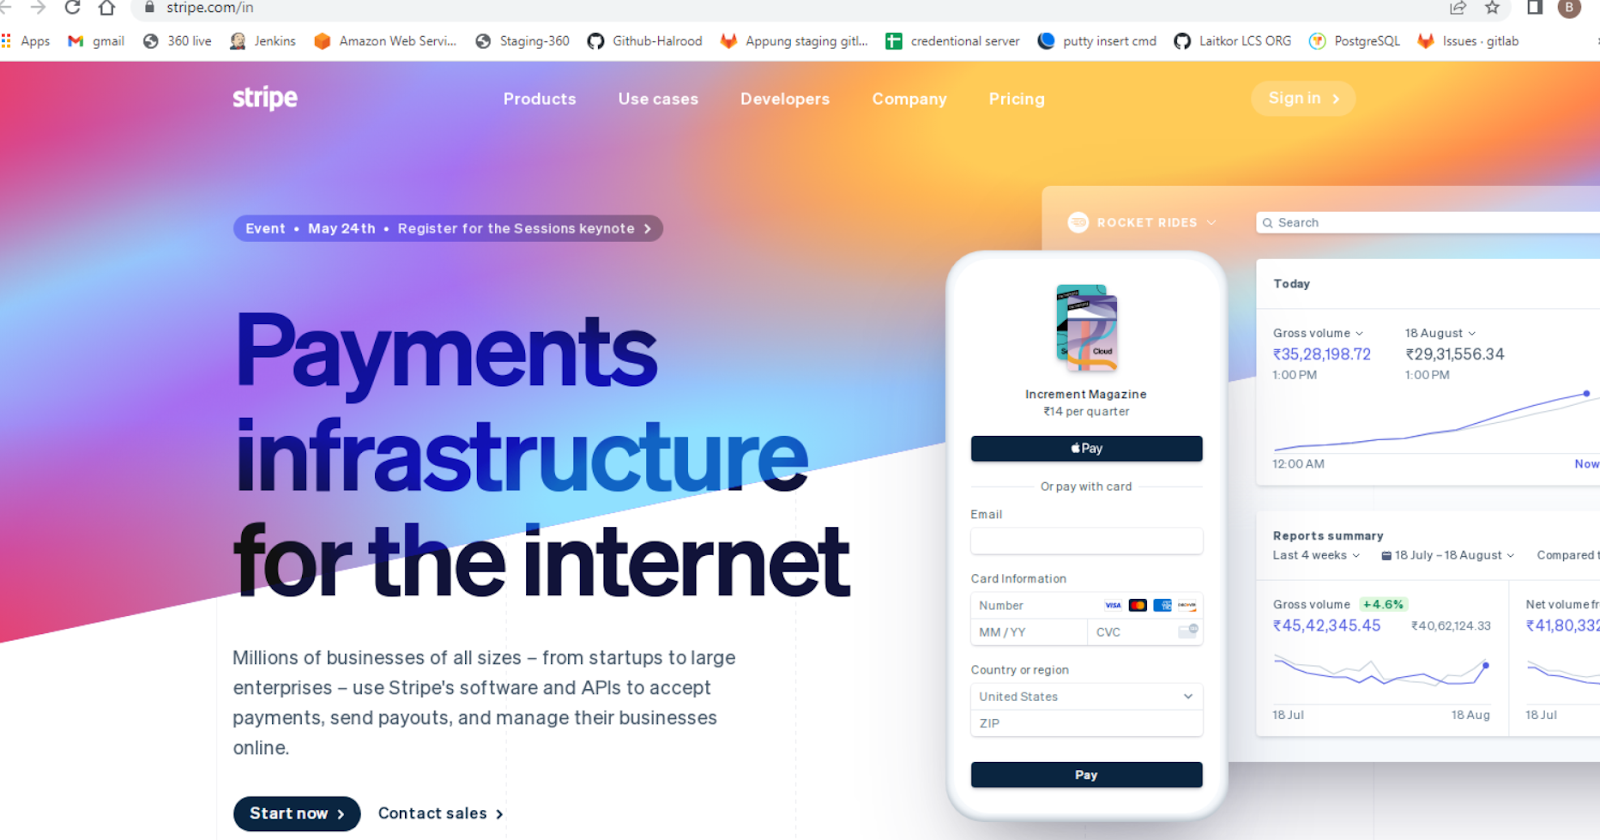 stripe.com/in
B
Apps gmail 360 live Jenkins Amazon Web Servi... Staging-360 Github-Halrood Appung staging gitl... credentional server putty insert cmd Laitkor LCS ORG PostgreSQL Issues · gitlab
stripe Products Use cases Developers Company Pricing Sign in
Event • May 24th • Register for the Sessions keynote
Payments
infrastructure
for the internet
Millions of businesses of all sizes – from startups to large
enterprises – use Stripe's software and APIs to accept
payments, send payouts, and manage their businesses
online.
Start now Contact sales
Cloud
Increment Magazine
₹14 per quarter
Pay
Or pay with card
Email
Card Information
Number VISA
MM / YY CVC
Country or region
United States
ZIP
Pay
ROCKET RIDES Search
Today
Gross volume 18 August
₹35,28,198.72 ₹29,31,556.34
1:00 PM 1:00 PM
12:00 AM Now
Reports summary
Last 4 weeks 18 July – 18 August Compared
Gross volume +4.6% Net volume
₹45,42,345.45 ₹40,62,124.33 ₹41,80,332
18 Jul 18 Aug 18 Jul